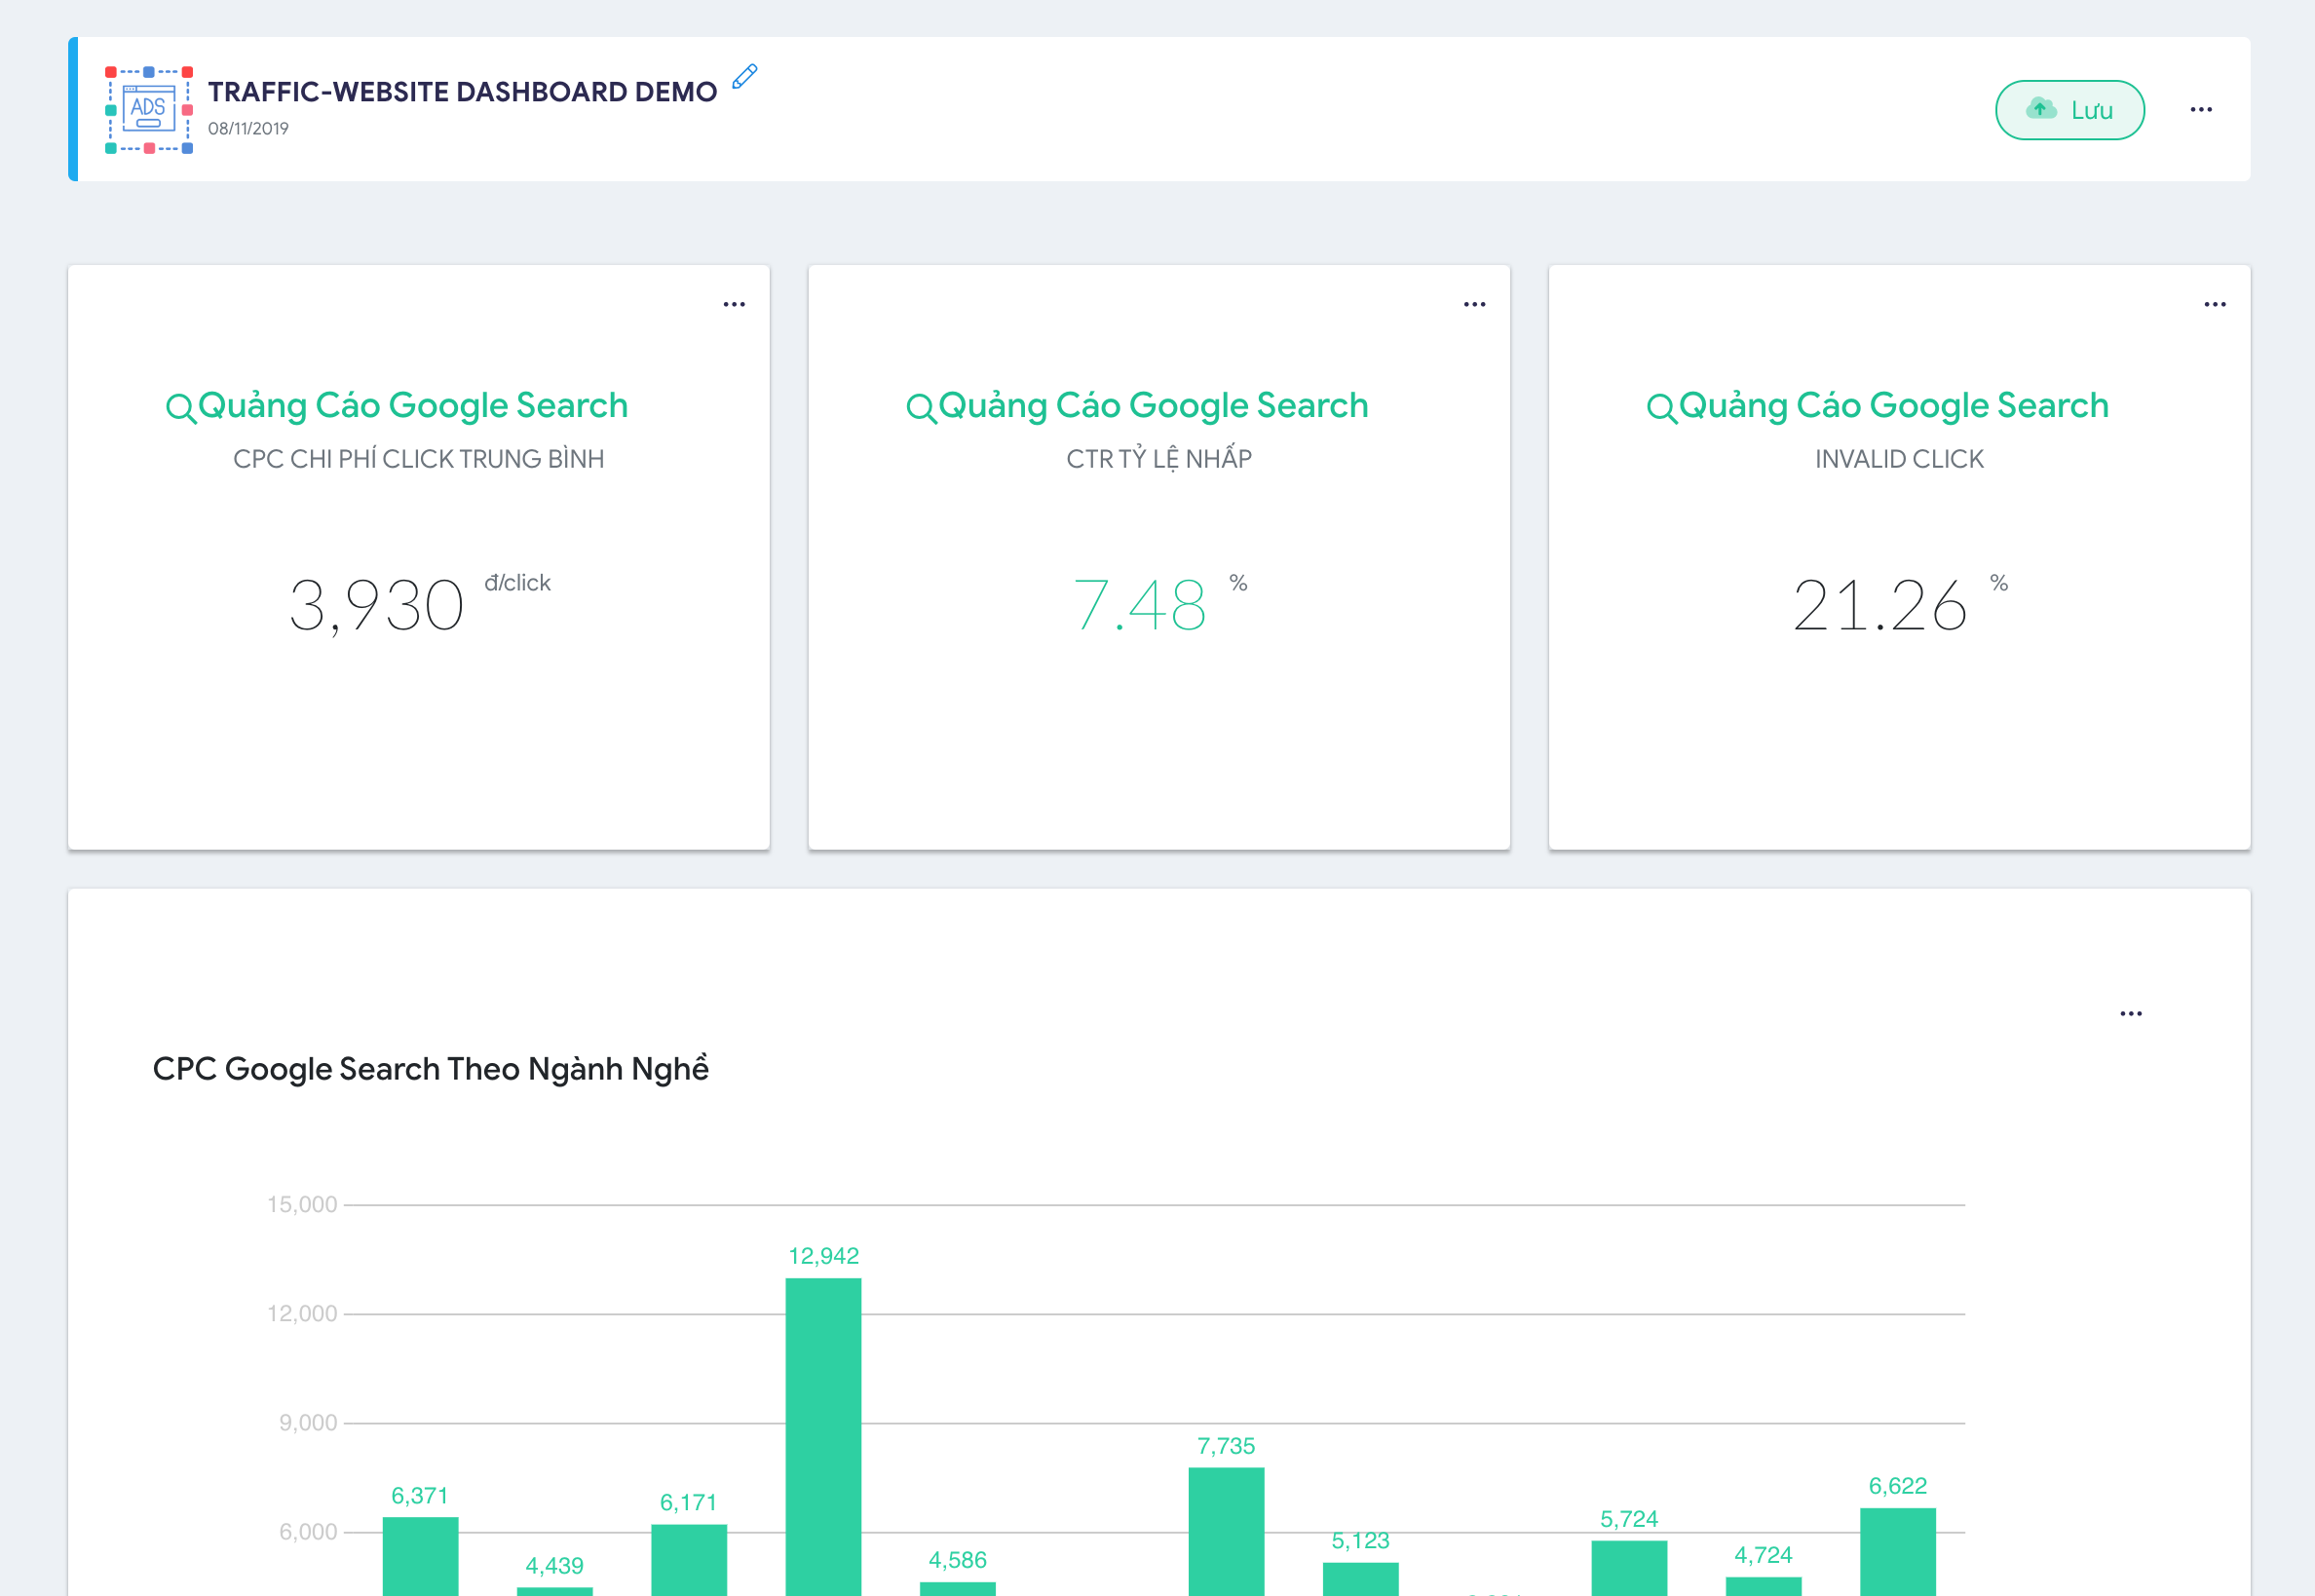 ADS
TRAFFIC-WEBSITE DASHBOARD DEMO
08/11/2019
Lưu
Quảng Cáo Google Search
CPC CHI PHÍ CLICK TRUNG BÌNH
3,930 đ/click
Quảng Cáo Google Search
CTR TỶ LỆ NHẤP
7.48 %
Quảng Cáo Google Search
INVALID CLICK
21.26 %
CPC Google Search Theo Ngành Nghề
15,000
12,942
12,000
9,000
7,735
6,622
6,371
6,171
5,724
6,000
5,123
4,724
4,586
4,439